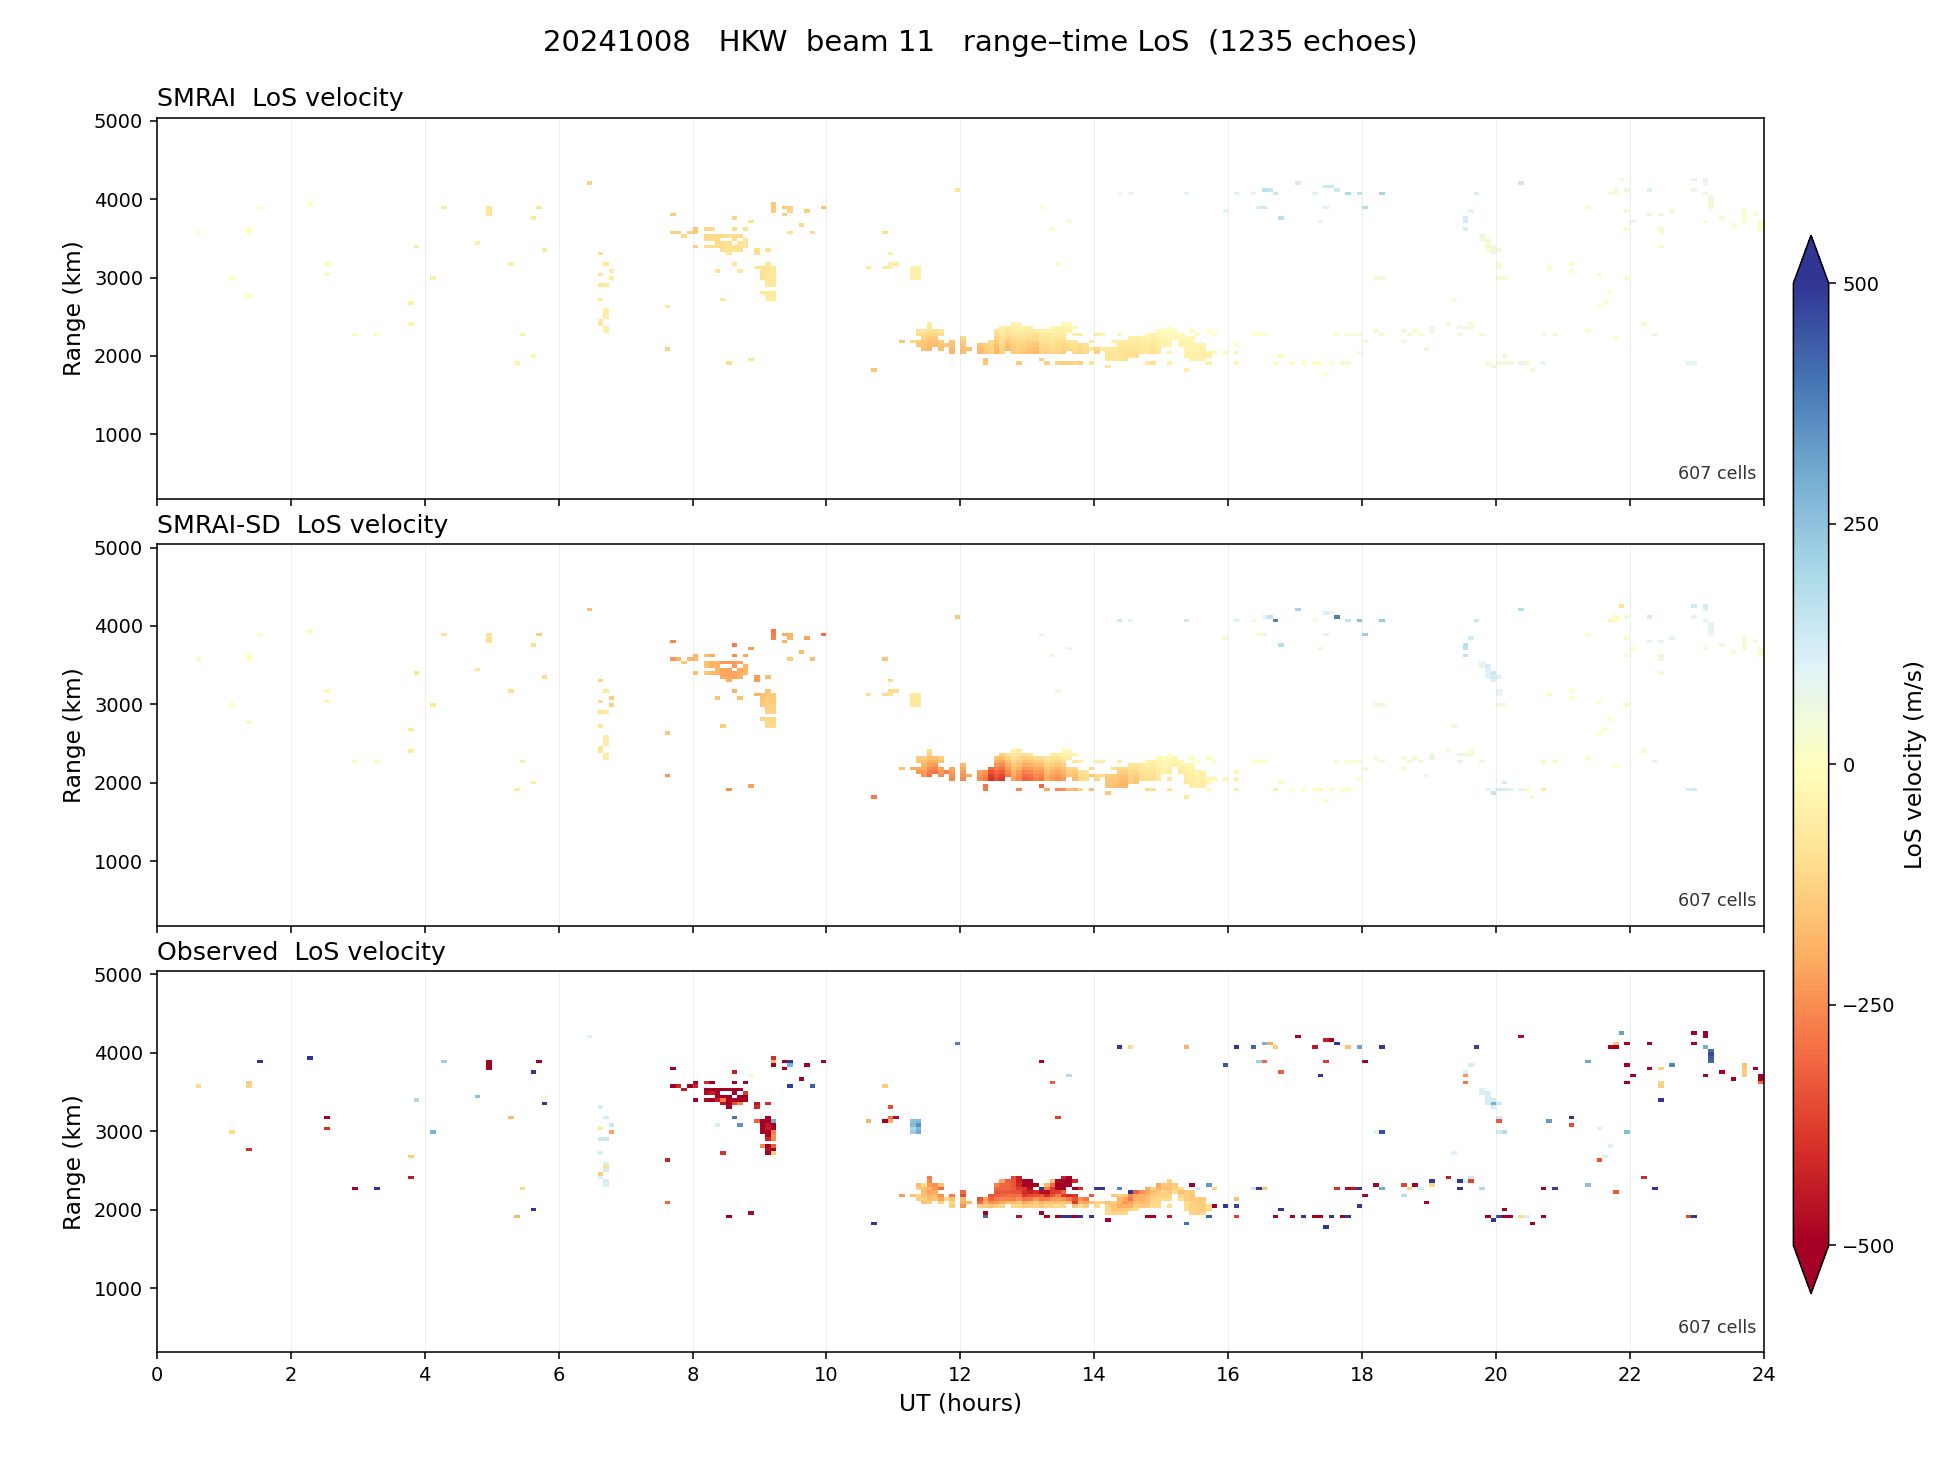 20241008   HKW  beam 11   range–time LoS  (1235 echoes)
SMRAI  LoS velocity
5000
4000
3000
2000
1000
Range (km)
607 cells
SMRAI-SD  LoS velocity
5000
4000
3000
2000
1000
Range (km)
607 cells
Observed  LoS velocity
5000
4000
3000
2000
1000
Range (km)
607 cells
0 2 4 6 8 10 12 14 16 18 20 22 24
UT (hours)
500
250
0
−250
−500
LoS velocity (m/s)